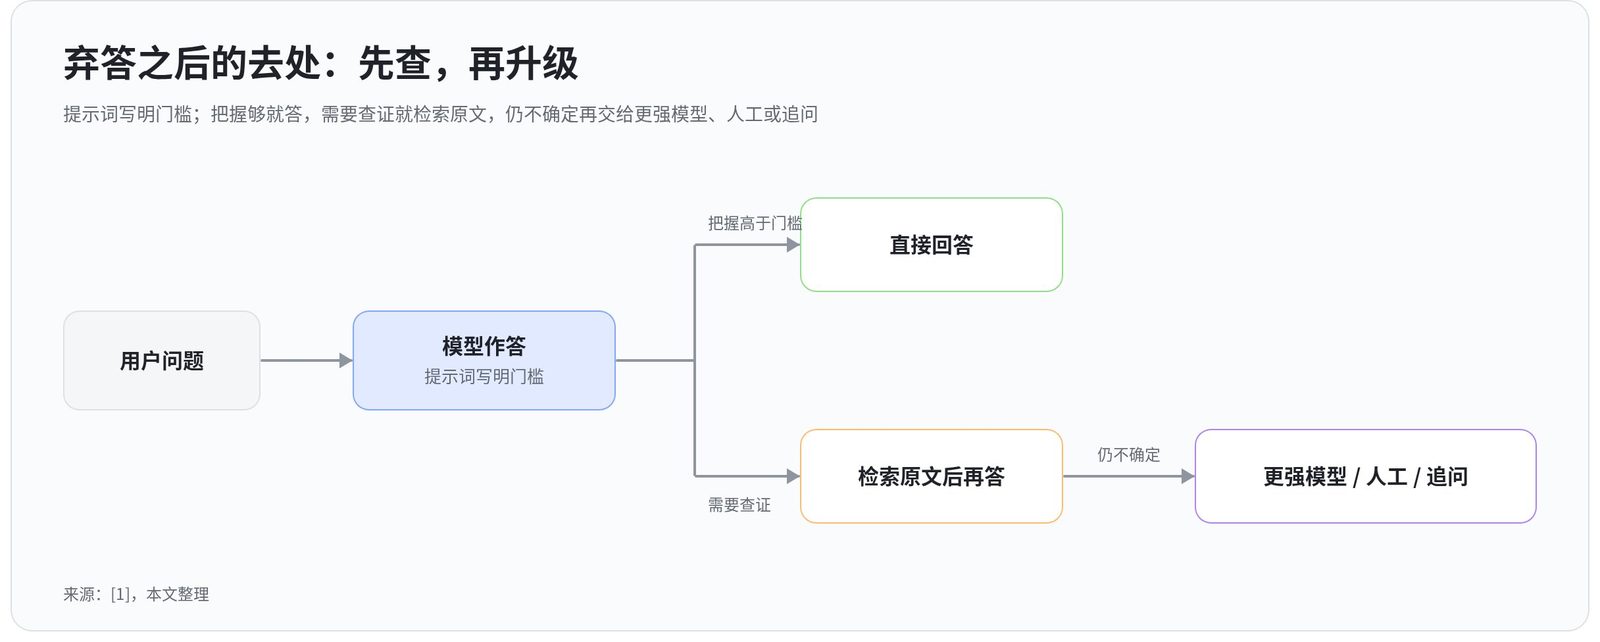 弃答之后的去处：先查，再升级
提示词写明门槛；把握够就答，需要查证就检索原文，仍不确定再交给更强模型、人工或追问
把握高于门槛
直接回答
用户问题
模型作答
提示词写明门槛
检索原文后再答
仍不确定
更强模型 / 人工 / 追问
需要查证
来源：[1]，本文整理